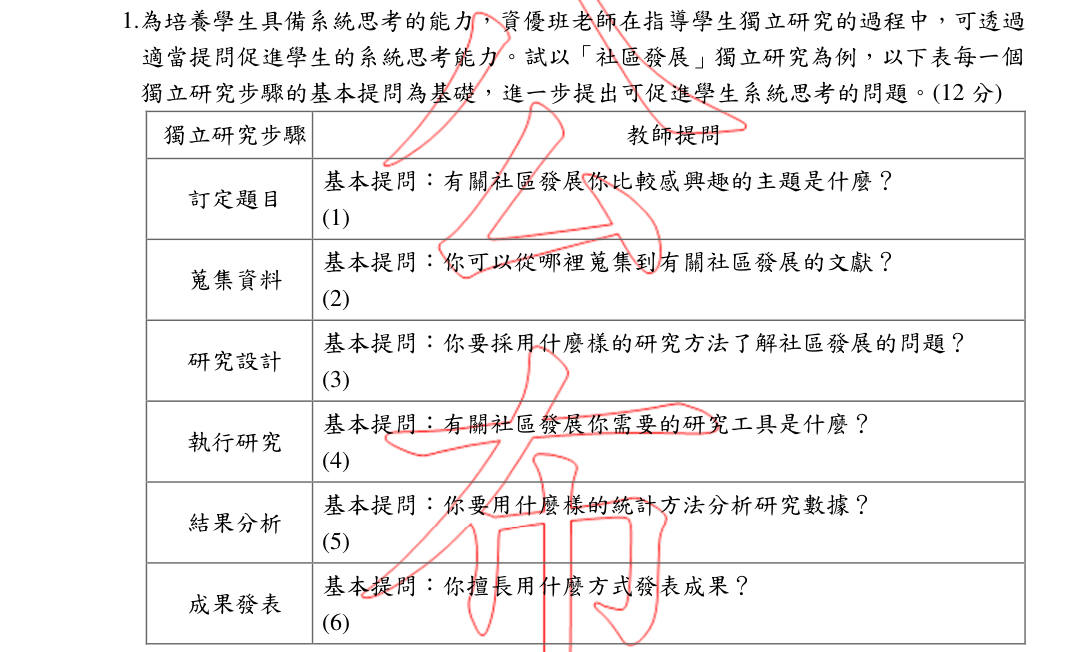 1.為培養學生具備系統思考的能力，資優班老師在指導學生獨立研究的過程中，可透過
適當提問促進學生的系統思考能力。試以「社區發展」獨立研究為例，以下表每一個
獨立研究步驟的基本提問為基礎，進一步提出可促進學生系統思考的問題。(12 分)
獨立研究步驟 教師提問
訂定題目
基本提問：有關社區發展你比較感興趣的主題是什麼？
(1)
蒐集資料
基本提問：你可以從哪裡蒐集到有關社區發展的文獻？
(2)
研究設計
基本提問：你要採用什麼樣的研究方法了解社區發展的問題？
(3)
執行研究
基本提問：有關社區發展你需要的研究工具是什麼？
(4)
結果分析
基本提問：你要用什麼樣的統計方法分析研究數據？
(5)
成果發表
基本提問：你擅長用什麼方式發表成果？
(6)
公布